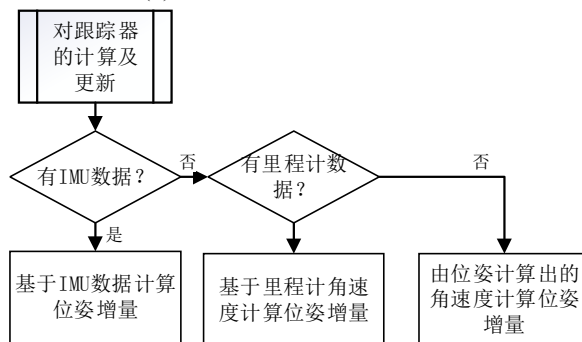 对跟踪器
的计算及
更新
有IMU数据？
否
有里程计数
据？
否
是
基于IMU数据计算
位姿增量
基于里程计角速
度计算位姿增量
由位姿计算出的
角速度计算位姿
增量